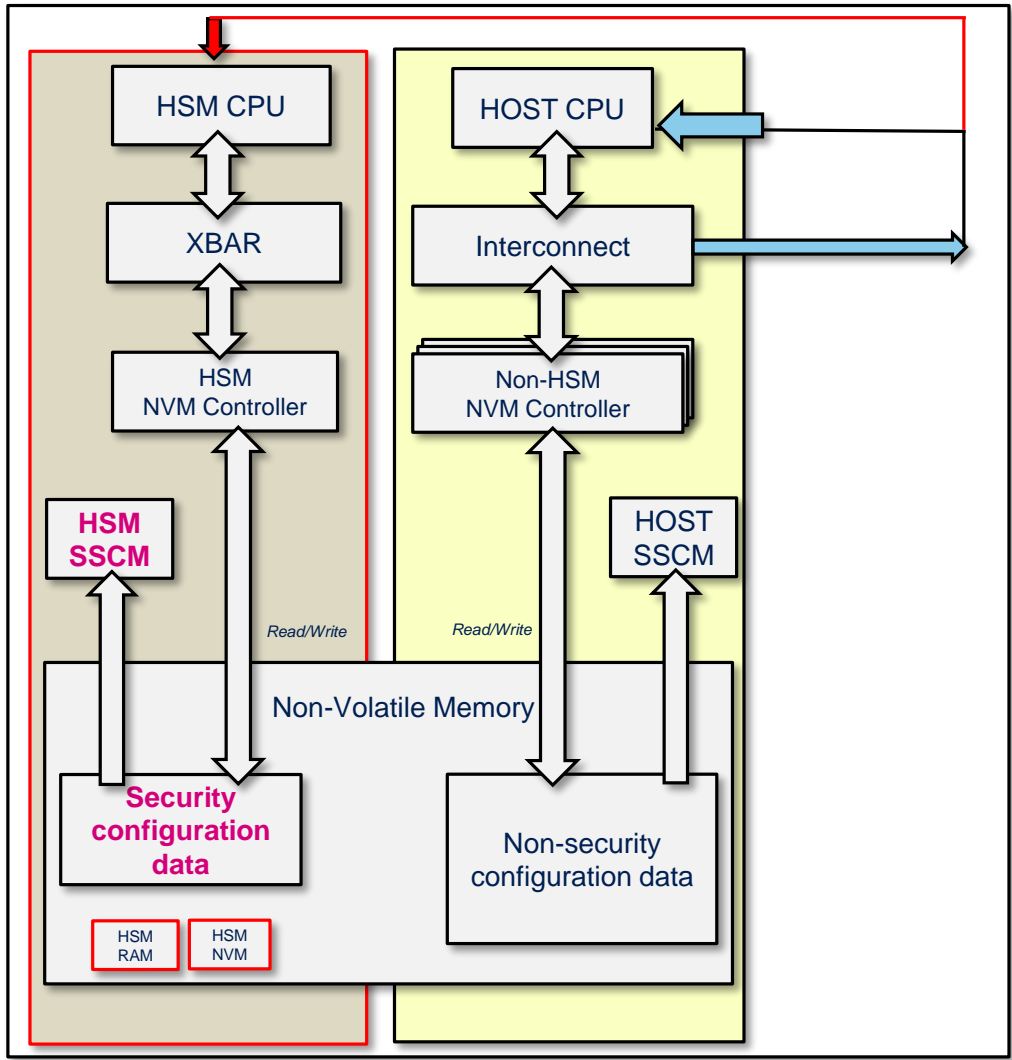 HSM CPU
HOST CPU
XBAR
Interconnect
HSM
NVM Controller
Non-HSM
NVM Controller
HSM
SSCM
HOST
SSCM
Read/Write
Read/Write
Non-Volatile Memory
Security
configuration
data
Non-security
configuration data
HSM
RAM
HSM
NVM